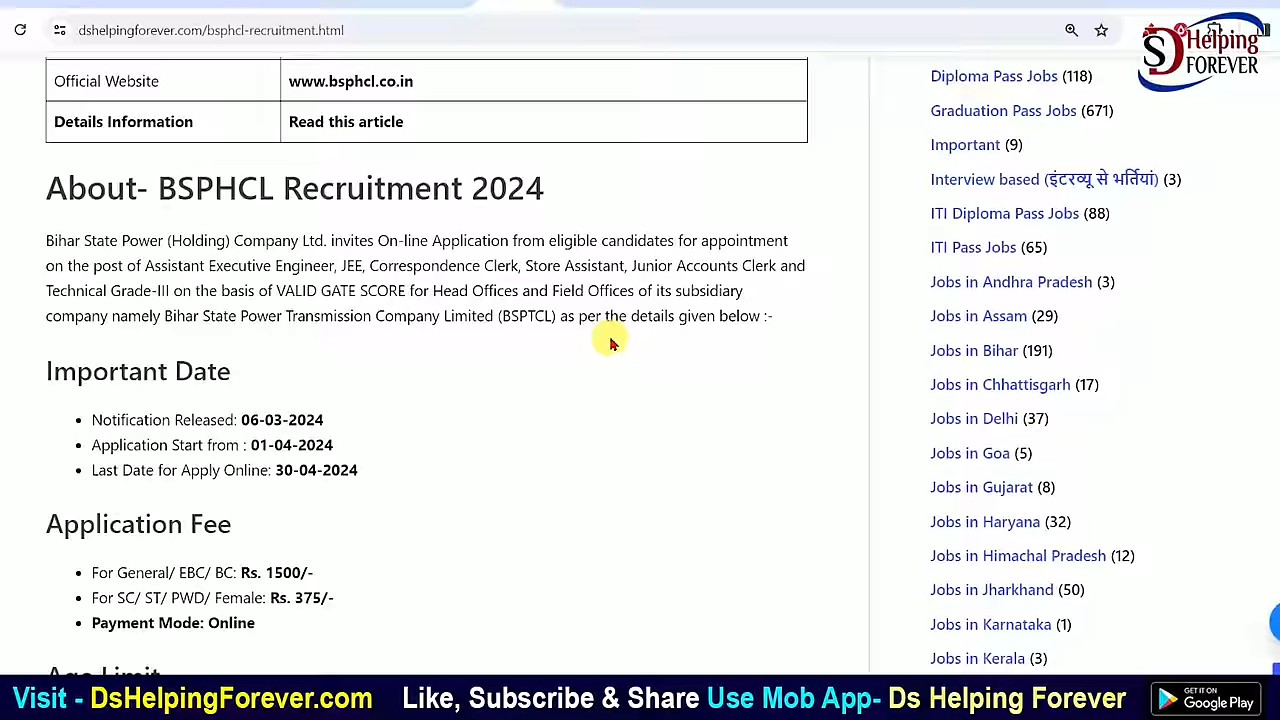 dshelpingforever.com/bsphcl-recruitment.html
SD Helping
FOREVER
Official Website www.bsphcl.co.in
Details Information Read this article
About- BSPHCL Recruitment 2024
Bihar State Power (Holding) Company Ltd. invites On-line Application from eligible candidates for appointment
on the post of Assistant Executive Engineer, JEE, Correspondence Clerk, Store Assistant, Junior Accounts Clerk and
Technical Grade-III on the basis of VALID GATE SCORE for Head Offices and Field Offices of its subsidiary
company namely Bihar State Power Transmission Company Limited (BSPTCL) as per the details given below :-
Important Date
Notification Released: 06-03-2024
Application Start from : 01-04-2024
Last Date for Apply Online: 30-04-2024
Application Fee
For General/ EBC/ BC: Rs. 1500/-
For SC/ ST/ PWD/ Female: Rs. 375/-
Payment Mode: Online
Age Limit
Diploma Pass Jobs (118)
Graduation Pass Jobs (671)
Important (9)
Interview based (इंटरव्यू से भर्तियां) (3)
ITI Diploma Pass Jobs (88)
ITI Pass Jobs (65)
Jobs in Andhra Pradesh (3)
Jobs in Assam (29)
Jobs in Bihar (191)
Jobs in Chhattisgarh (17)
Jobs in Delhi (37)
Jobs in Goa (5)
Jobs in Gujarat (8)
Jobs in Haryana (32)
Jobs in Himachal Pradesh (12)
Jobs in Jharkhand (50)
Jobs in Karnataka (1)
Jobs in Kerala (3)
Visit - DsHelpingForever.com Like, Subscribe & Share Use Mob App- Ds Helping Forever
GET IT ON
Google Play